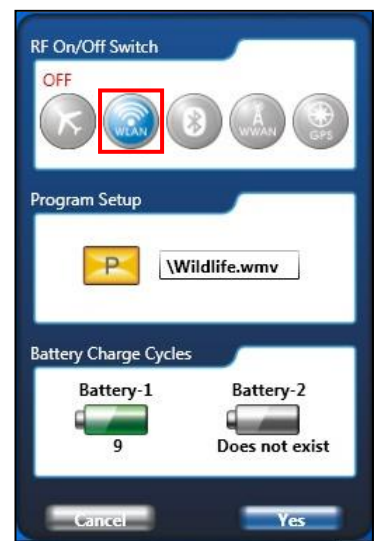 RF On/Off Switch
OFF
WLAN
WWAN
GPS
Program Setup
P
\Wildlife.wmv
Battery Charge Cycles
Battery-1 Battery-2
9 Does not exist
Cancel Yes